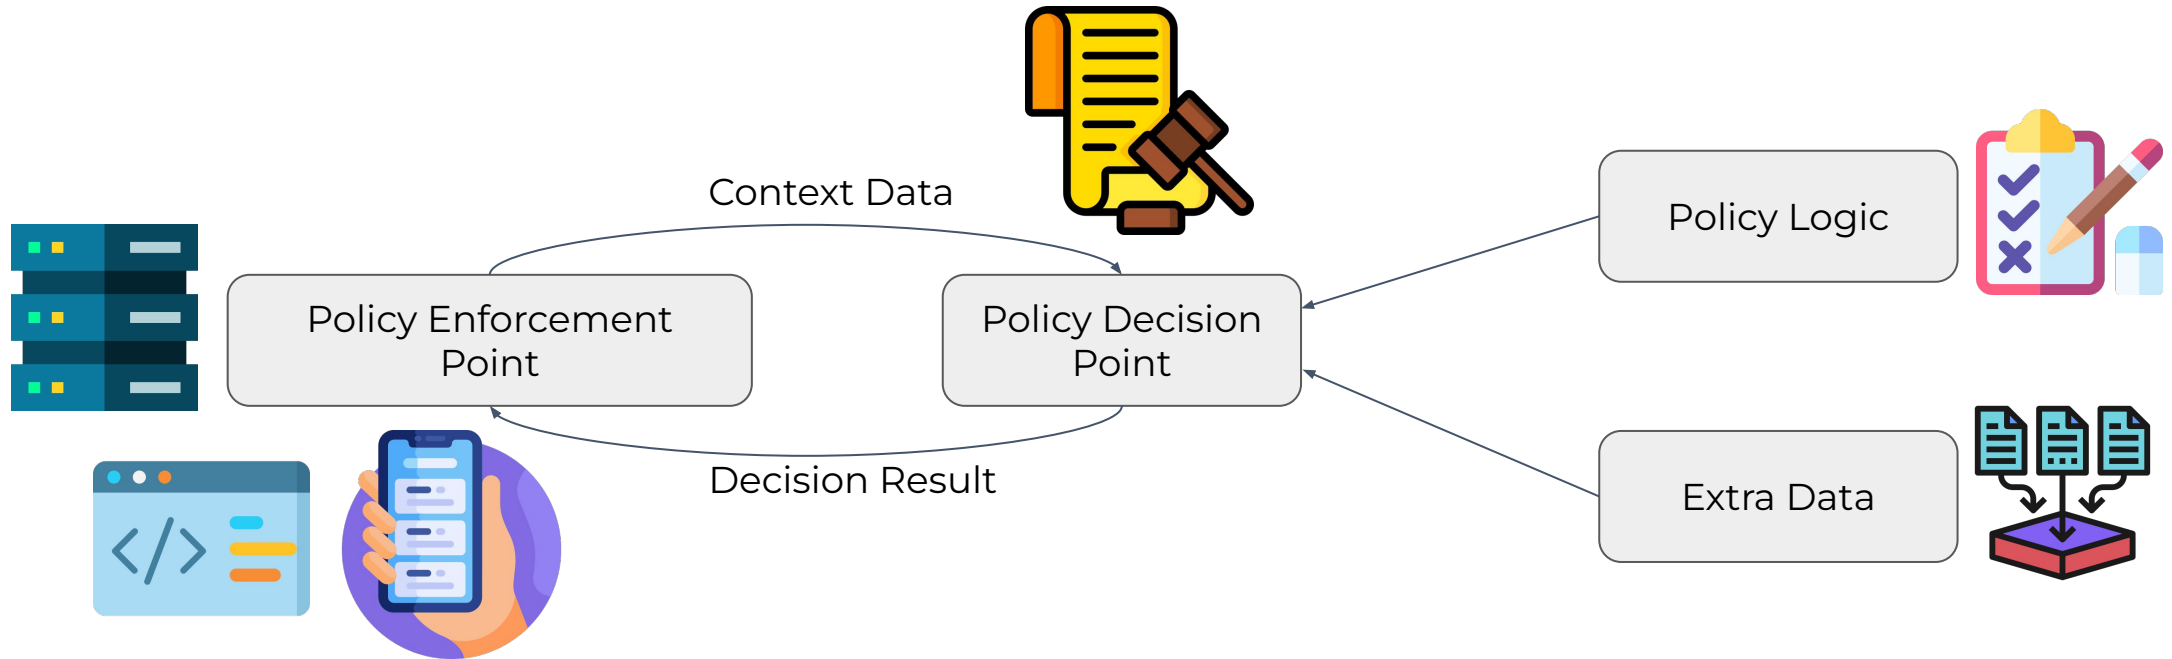 Context Data
Policy Enforcement
Point
Policy Decision
Point
Decision Result
Policy Logic
Extra Data